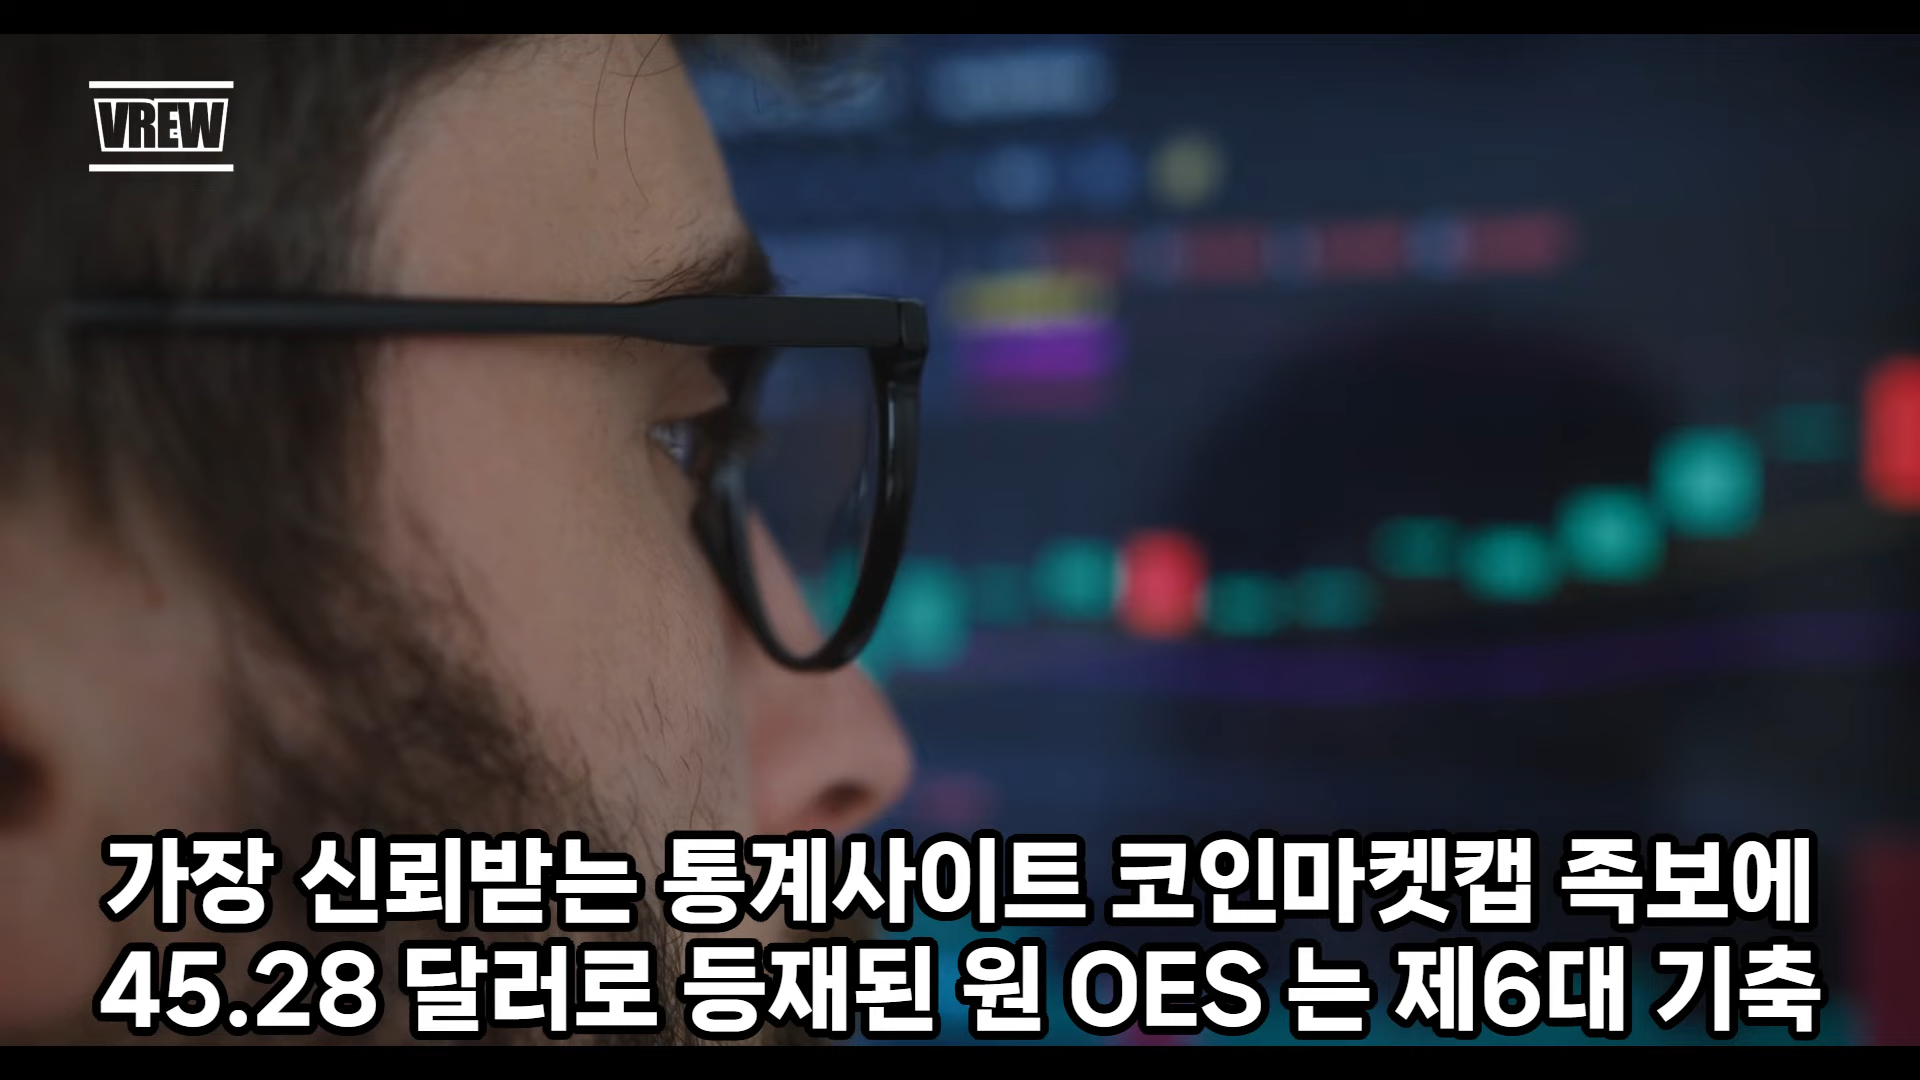 VREW
가장 신뢰받는 통계사이트 코인마켓캡 족보에
45.28 달러로 등재된 원 OES 는 제6대 기축